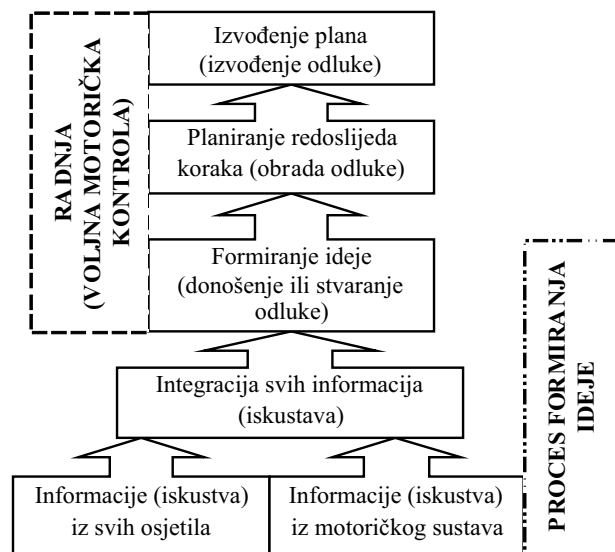 Izvođenje plana
(izvođenje odluke)
Planiranje redoslijeda
koraka (obrada odluke)
Formiranje ideje
(donošenje ili stvaranje
odluke)
Integracija svih informacija
(iskustava)
Informacije (iskustva)
iz svih osjetila
Informacije (iskustva)
iz motoričkog sustava
RADNJA
(VOLJNA MOTORIČKA
KONTROLA)
PROCES FORMIRANJA
IDEJE